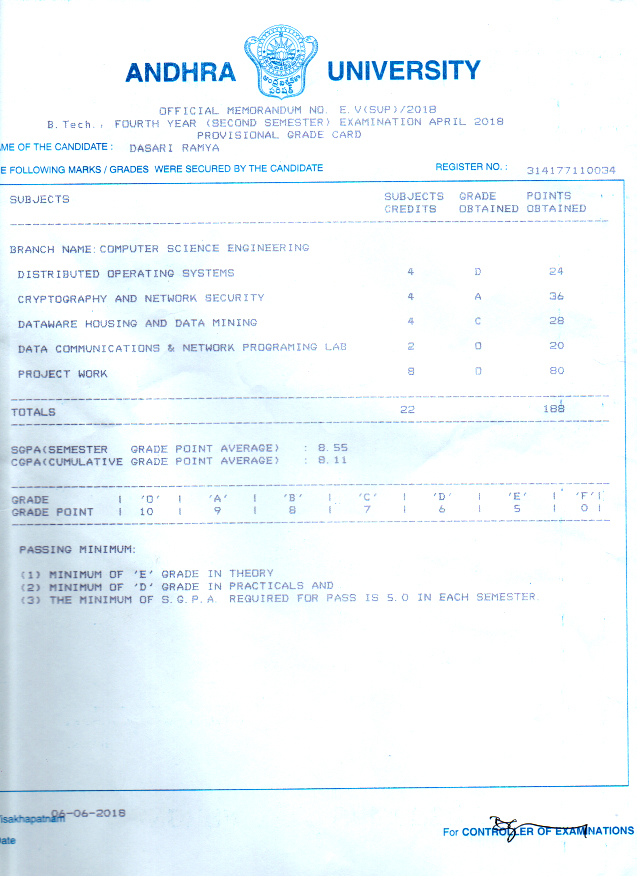 ANDHRA UNIVERSITY
OFFICIAL MEMORANDUM NO. E.V(SUP)/2018
B.Tech., FOURTH YEAR (SECOND SEMESTER) EXAMINATION APRIL 2018
PROVISIONAL GRADE CARD
ME OF THE CANDIDATE : DASARI RAMYA
E FOLLOWING MARKS / GRADES WERE SECURED BY THE CANDIDATE REGISTER NO. : 314177110034
SUBJECTS SUBJECTS CREDITS GRADE OBTAINED POINTS OBTAINED
BRANCH NAME: COMPUTER SCIENCE ENGINEERING
DISTRIBUTED OPERATING SYSTEMS 4 D 24
CRYPTOGRAPHY AND NETWORK SECURITY 4 A 36
DATAWARE HOUSING AND DATA MINING 4 C 28
DATA COMMUNICATIONS & NETWORK PROGRAMING LAB 2 O 20
PROJECT WORK 8 O 80
TOTALS 22 188
SGPA(SEMESTER GRADE POINT AVERAGE) : 8.55
CGPA(CUMULATIVE GRADE POINT AVERAGE) : 8.11
GRADE | 'O' | 'A' | 'B' | 'C' | 'D' | 'E' | 'F' |
GRADE POINT | 10 | 9 | 8 | 7 | 6 | 5 | 0 |
PASSING MINIMUM:
(1) MINIMUM OF 'E' GRADE IN THEORY
(2) MINIMUM OF 'D' GRADE IN PRACTICALS AND
(3) THE MINIMUM OF S.G.P.A. REQUIRED FOR PASS IS 5.0 IN EACH SEMESTER.
isakhapatnam 06-06-2018
ate
For CONTROLLER OF EXAMINATIONS